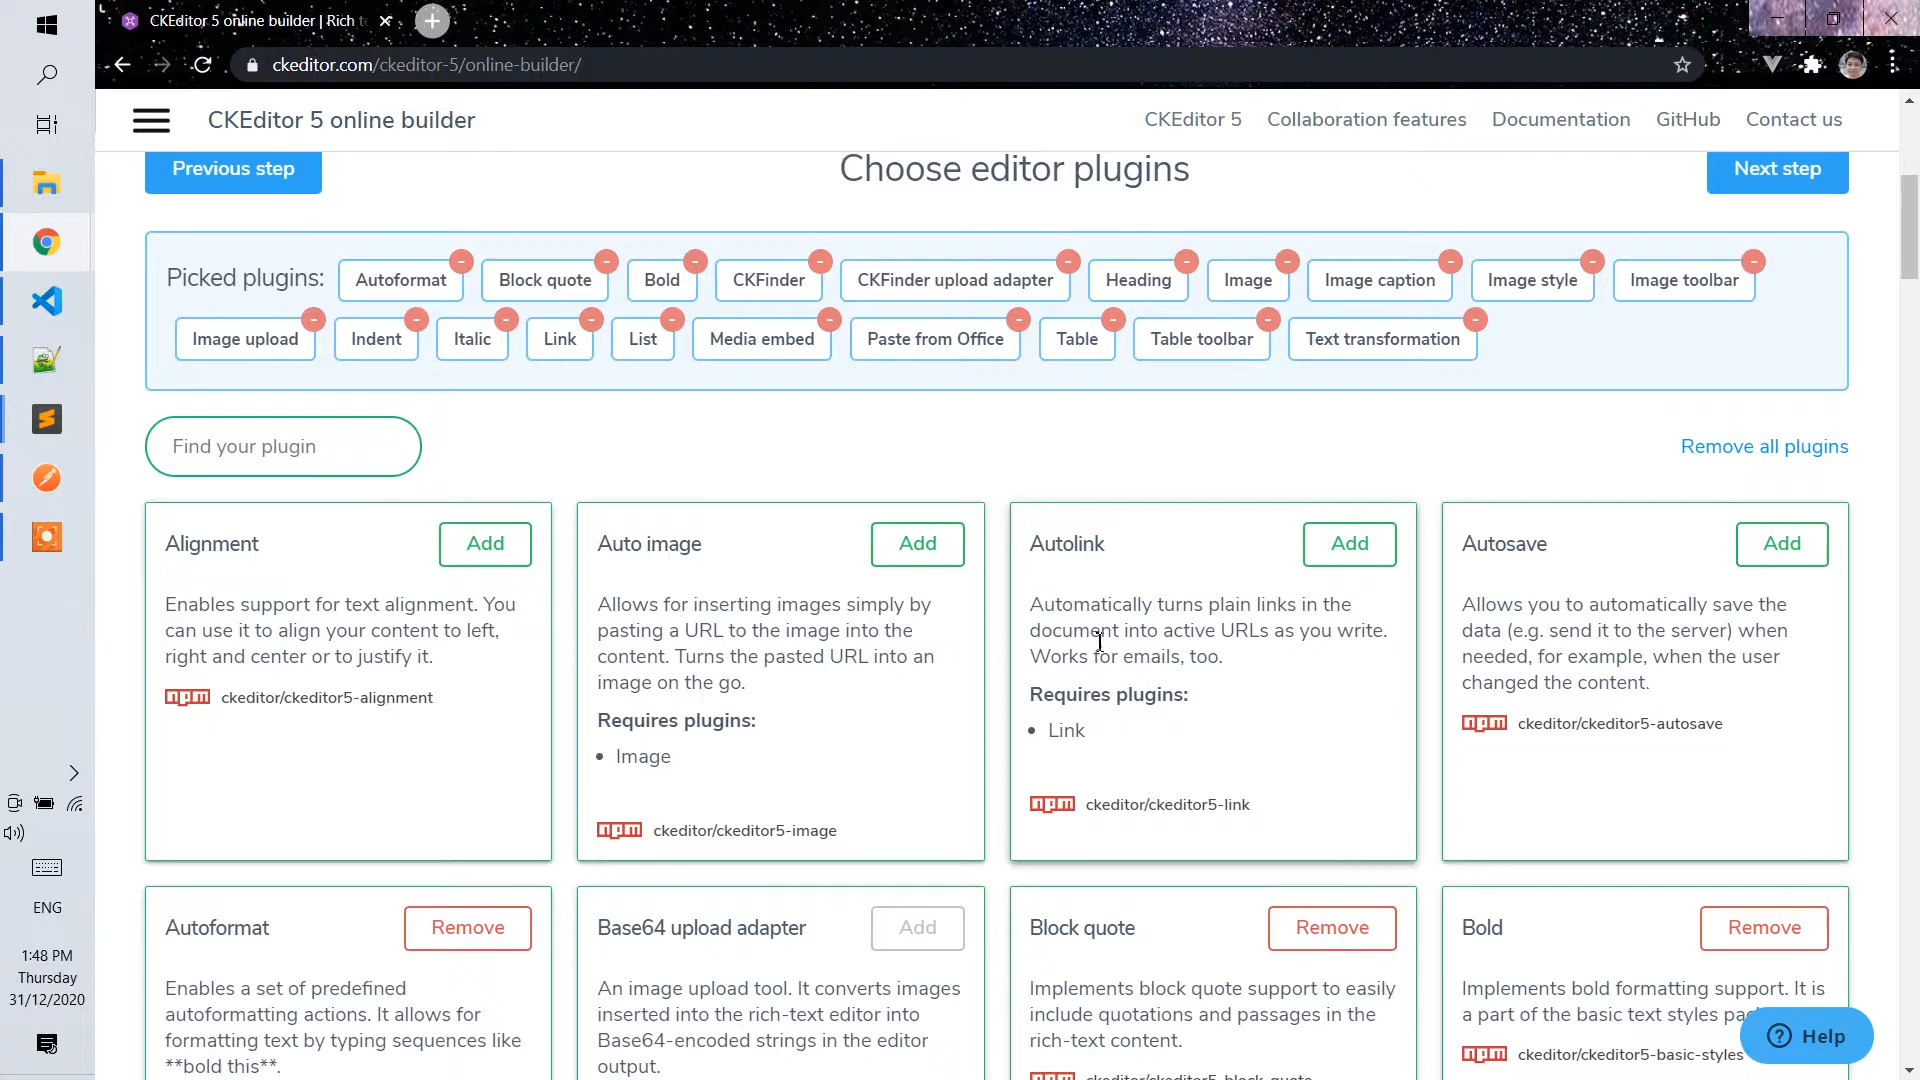 CKEditor 5 online builder | Rich t
ckeditor.com/ckeditor-5/online-builder/
CKEditor 5 online builder
CKEditor 5
Collaboration features
Documentation
GitHub
Contact us
Previous step
Choose editor plugins
Next step
Picked plugins:
Autoformat
Block quote
Bold
CKFinder
CKFinder upload adapter
Heading
Image
Image caption
Image style
Image toolbar
Image upload
Indent
Italic
Link
List
Media embed
Paste from Office
Table
Table toolbar
Text transformation
Find your plugin
Remove all plugins
Alignment
Add
Enables support for text alignment. You
can use it to align your content to left,
right and center or to justify it.
npm ckeditor/ckeditor5-alignment
Auto image
Add
Allows for inserting images simply by
pasting a URL to the image into the
content. Turns the pasted URL into an
image on the go.
Requires plugins:
• Image
npm ckeditor/ckeditor5-image
Autolink
Add
Automatically turns plain links in the
document into active URLs as you write.
Works for emails, too.
Requires plugins:
• Link
npm ckeditor/ckeditor5-link
Autosave
Add
Allows you to automatically save the
data (e.g. send it to the server) when
needed, for example, when the user
changed the content.
npm ckeditor/ckeditor5-autosave
Autoformat
Remove
Enables a set of predefined
autoformatting actions. It allows for
formatting text by typing sequences like
**bold this**.
Base64 upload adapter
Add
An image upload tool. It converts images
inserted into the rich-text editor into
Base64-encoded strings in the editor
output.
Block quote
Remove
Implements block quote support to easily
include quotations and passages in the
rich-text content.
npm ckeditor/ckeditor5-block-quote
Bold
Remove
Implements bold formatting support. It is
a part of the basic text styles pac
npm ckeditor/ckeditor5-basic-styles
Help
ENG
1:48 PM
Thursday
31/12/2020